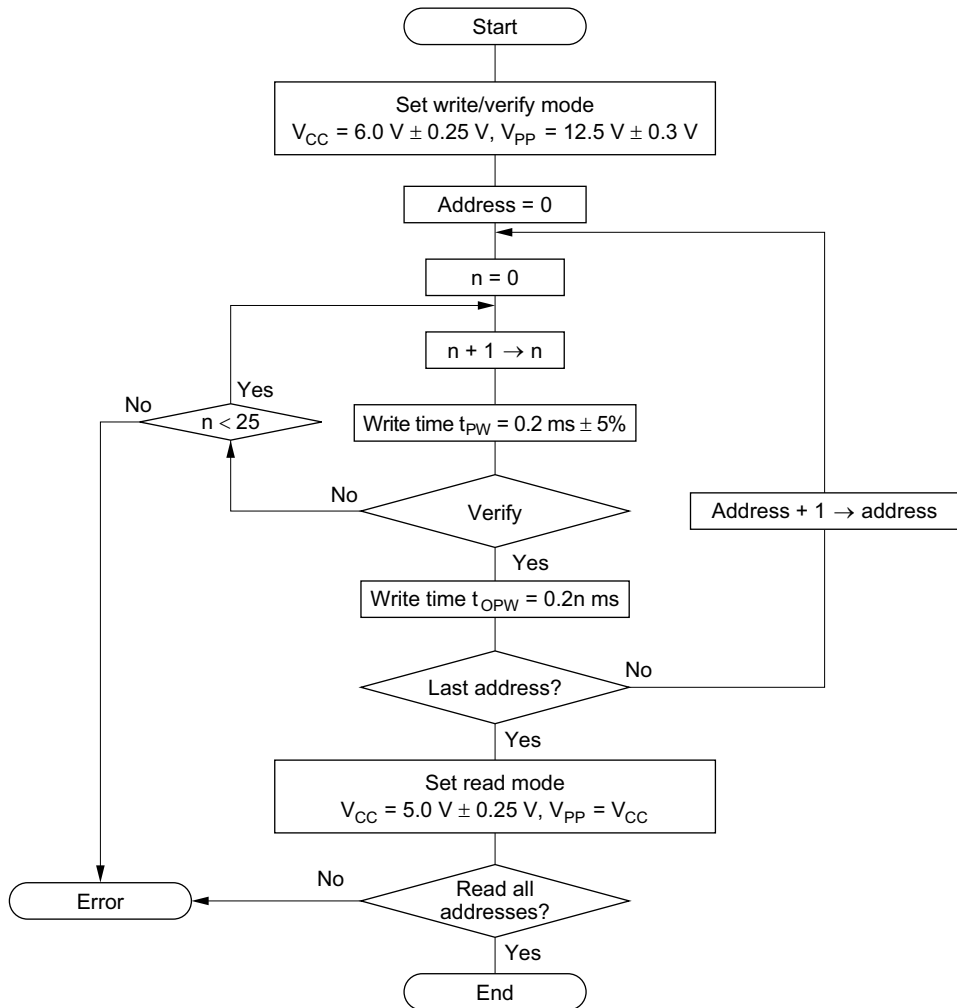 Start
Set write/verify mode
VCC = 6.0 V ± 0.25 V, VPP = 12.5 V ± 0.3 V
Address = 0
n = 0
n + 1 → n
No
Yes
n < 25
Write time tPW = 0.2 ms ± 5%
No
Verify
Address + 1 → address
Yes
Write time tOPW = 0.2n ms
Last address?
No
Yes
Set read mode
VCC = 5.0 V ± 0.25 V, VPP = VCC
No
Error
Read all
addresses?
Yes
End